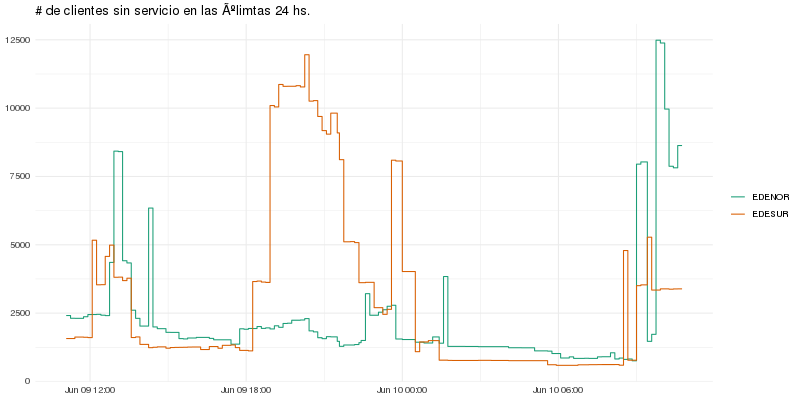 # de clientes sin servicio en las Ãºlimtas 24 hs.
12500
10000
7500
5000
2500
0
Jun 09 12:00
Jun 09 18:00
Jun 10 00:00
Jun 10 06:00
EDENOR
EDESUR